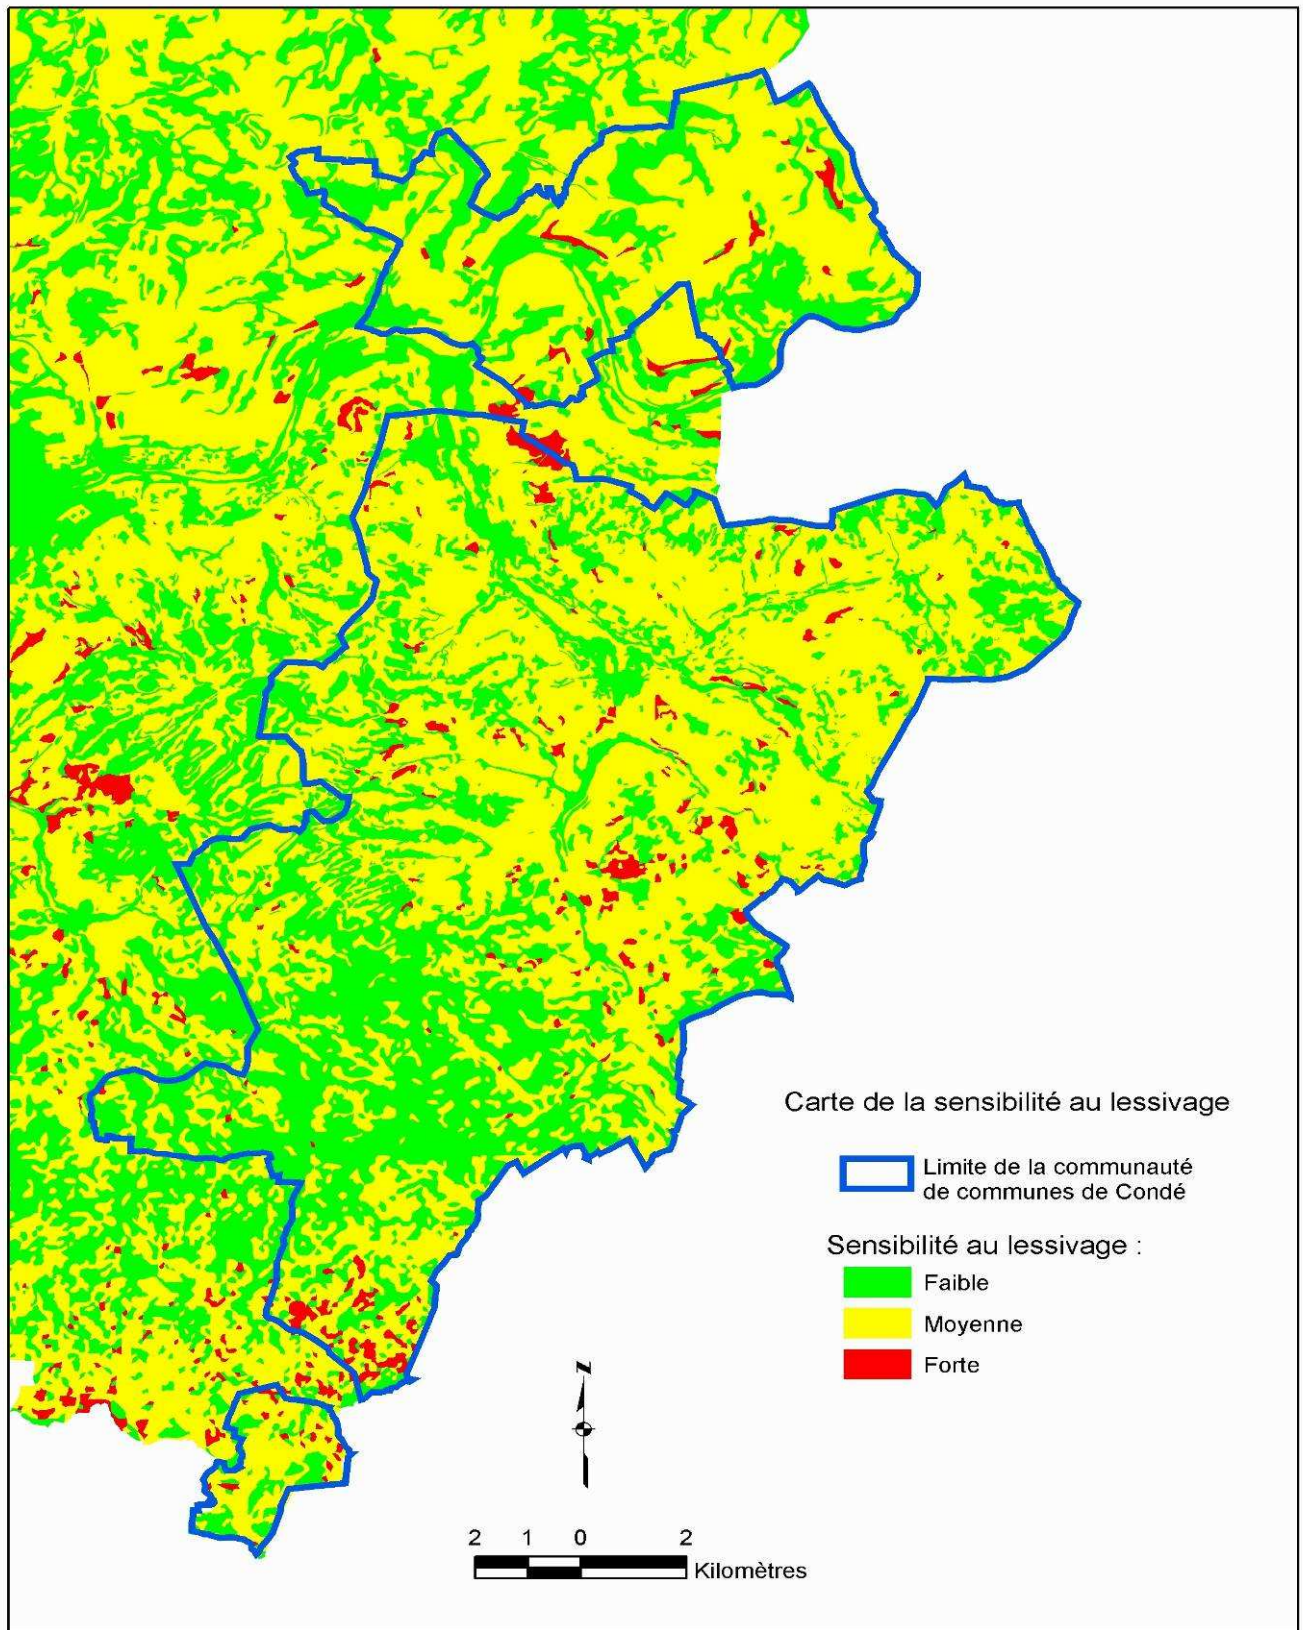 Carte de la sensibilité au lessivage
Limite de la communauté
de communes de Condé
Sensibilité au lessivage :
Faible
Moyenne
Forte
N
2 1 0 2
Kilomètres